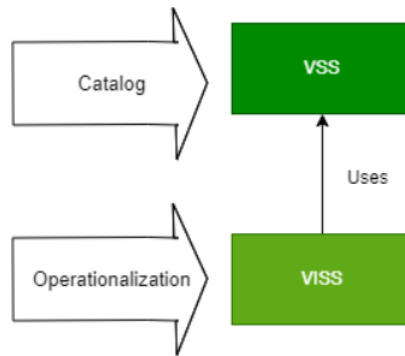 VSS
Catalog
Uses
Operationalization
VISS